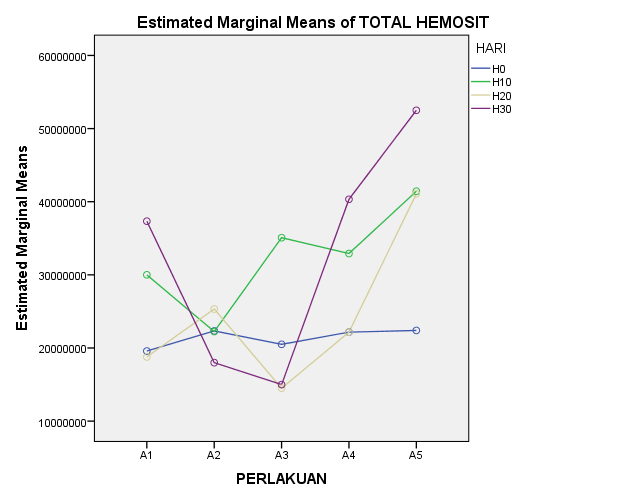 Estimated Marginal Means of TOTAL HEMOSIT
HARI
H0
H10
H20
H30
Estimated Marginal Means
60000000
50000000
40000000
30000000
20000000
10000000
A1 A2 A3 A4 A5
PERLAKUAN